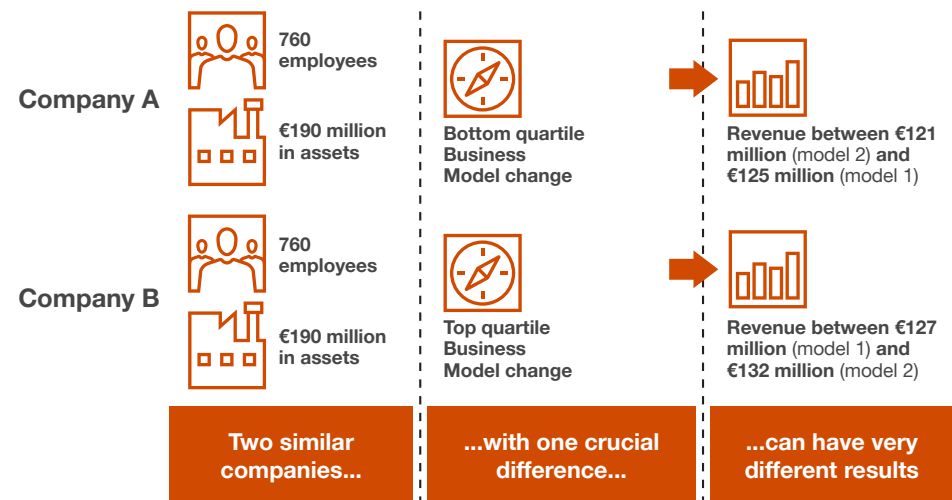 Company A
760
employees
€190 million
in assets
Bottom quartile
Business
Model change
Revenue between €121
million (model 2) and
€125 million (model 1)
Company B
760
employees
€190 million
in assets
Top quartile
Business
Model change
Revenue between €127
million (model 1) and
€132 million (model 2)
Two similar
companies...
...with one crucial
difference...
...can have very
different results